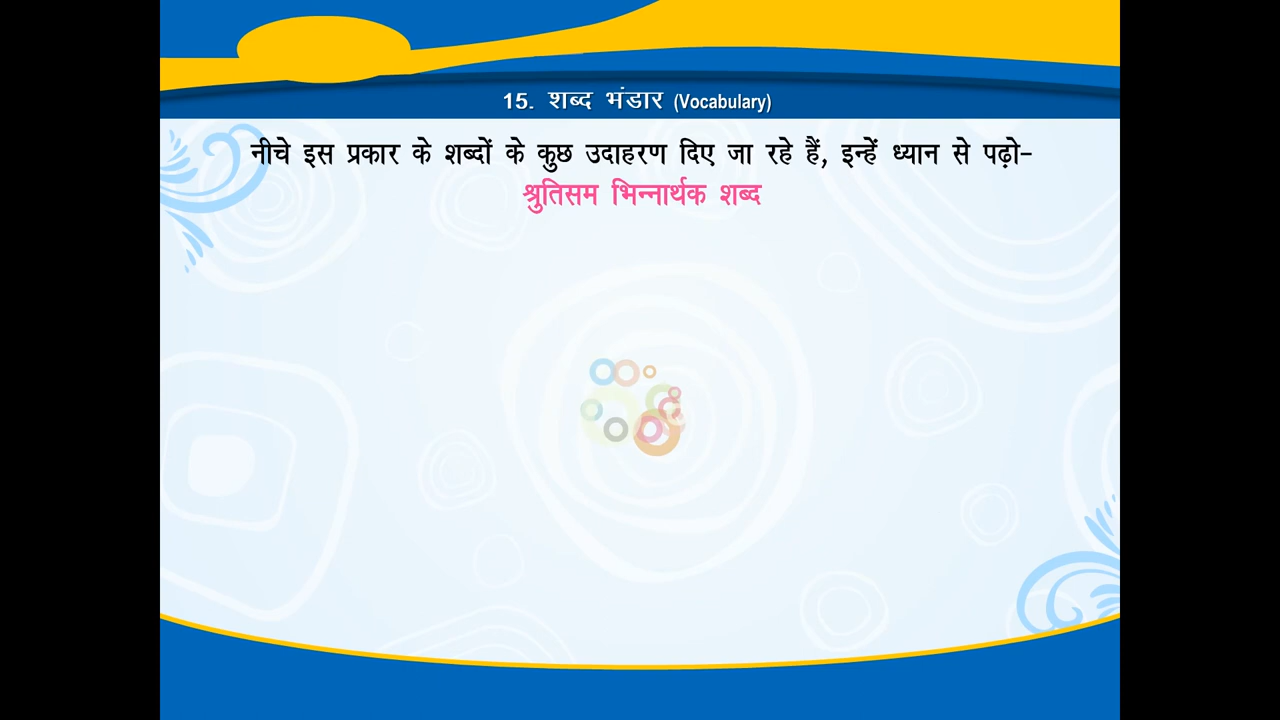 15. शब्द भंडार (Vocabulary)
नीचे इस प्रकार के शब्दों के कुछ उदाहरण दिए जा रहे हैं, इन्हें ध्यान से पढ़ो-
श्रुतिसम भिन्नार्थक शब्द